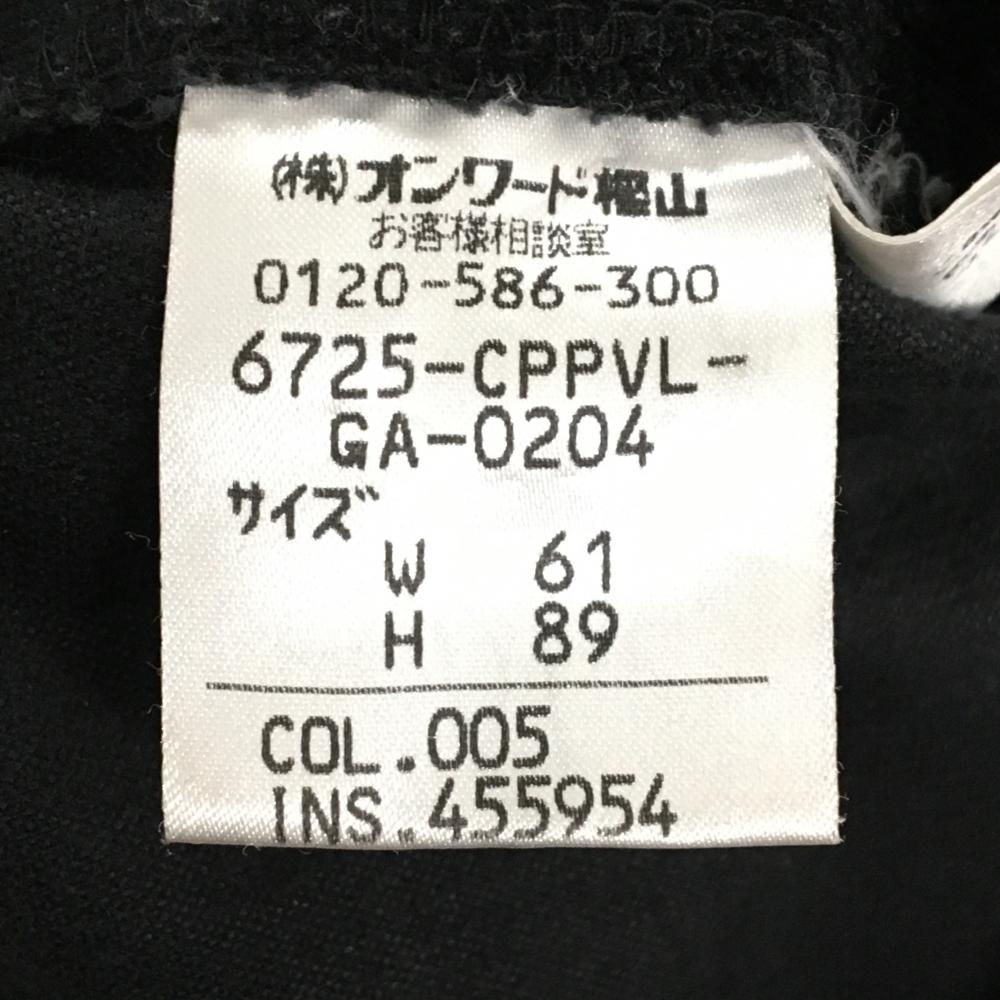 (株)オンワード樫山
お客様相談室
0120-586-300
6725-CPPVL-
GA-0204
サイズ
W 61
H 89
COL.005
INS.455954